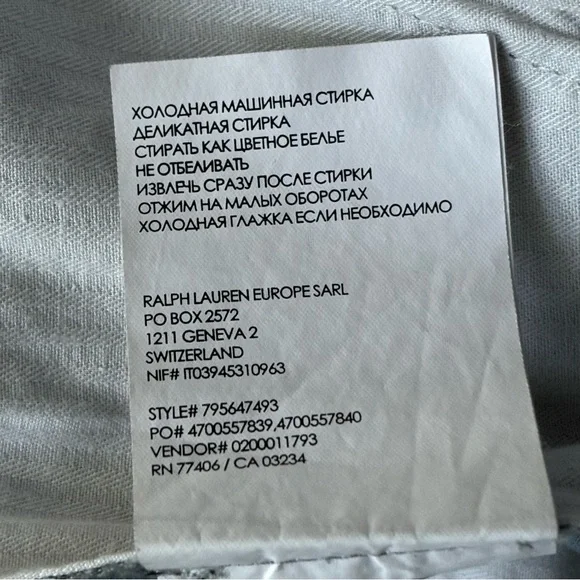 ХОЛОДНАЯ МАШИННАЯ СТИРКА
ДЕЛИКАТНАЯ СТИРКА
СТИРАТЬ КАК ЦВЕТНОЕ БЕЛЬЕ
НЕ ОТБЕЛИВАТЬ
ИЗВЛЕЧЬ СРАЗУ ПОСЛЕ СТИРКИ
ОТЖИМ НА МАЛЫХ ОБОРОТАХ
ХОЛОДНАЯ ГЛАЖКА ЕСЛИ НЕОБХОДИМО
RALPH LAUREN EUROPE SARL
PO BOX 2572
1211 GENEVA 2
SWITZERLAND
NIF# IT03945310963
STYLE# 795647493
PO# 4700557839,4700557840
VENDOR# 0200011793
RN 77406 / CA 03234